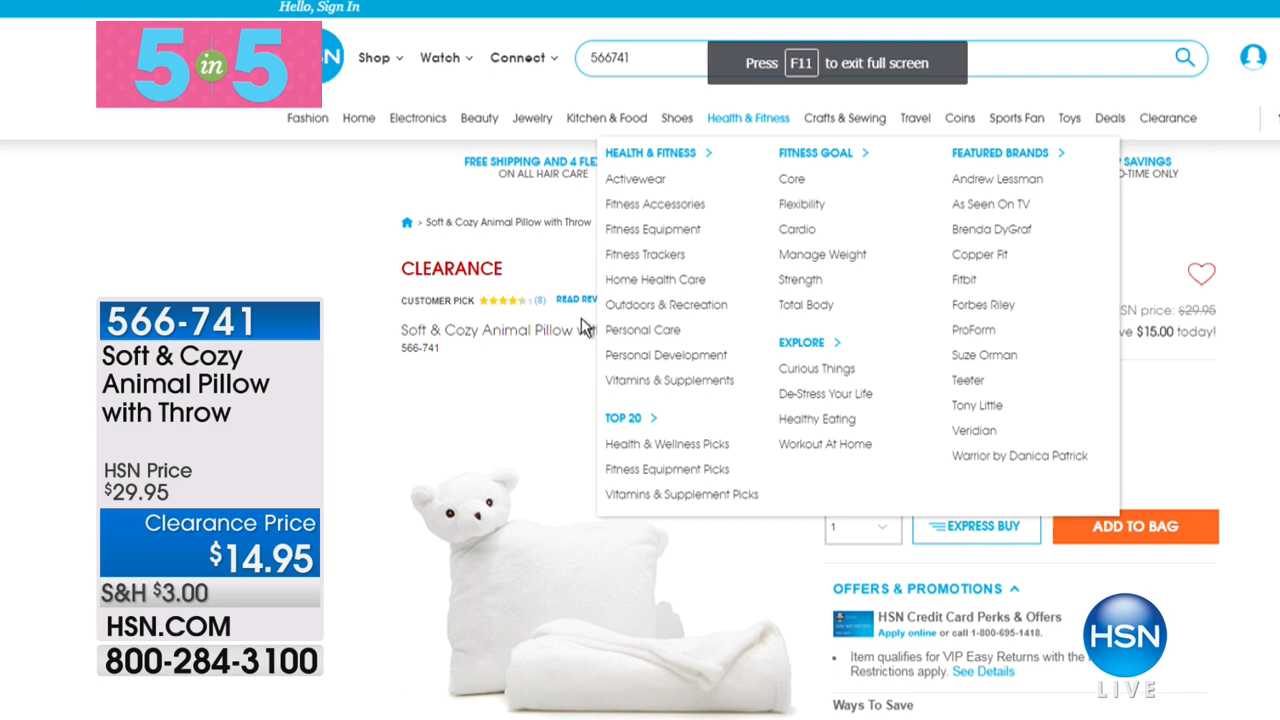 Hello, Sign In
5 in 5
Shop
Watch
Connect
566741
Press F11 to exit full screen
Fashion
Home
Electronics
Beauty
Jewelry
Kitchen & Food
Shoes
Health & Fitness
Crafts & Sewing
Travel
Coins
Sports Fan
Toys
Deals
Clearance
FREE SHIPPING AND 4
ON ALL HAIR CARE
SAVINGS
ONLY
> Soft & Cozy Animal Pillow with Throw
CLEARANCE
CUSTOMER PICK
(8)
READ
Soft & Cozy Animal Pillow
566-741
HEALTH & FITNESS >
Activewear
Fitness Accessories
Fitness Equipment
Fitness Trackers
Home Health Care
Outdoors & Recreation
Personal Care
Personal Development
Vitamins & Supplements
TOP 20 >
Health & Wellness Picks
Fitness Equipment Picks
Vitamins & Supplement Picks
FITNESS GOAL >
Core
Flexibility
Cardio
Manage Weight
Strength
Total Body
EXPLORE >
Curious Things
De-Stress Your Life
Healthy Eating
Workout At Home
FEATURED BRANDS >
Andrew Lessman
As Seen On TV
Brenda DyGraf
Copper Fit
Fitbit
Forbes Riley
ProForm
Suze Orman
Teeter
Tony Little
Veridian
Warrior by Danica Patrick
price: $29.95
$15.00 today!
1
EXPRESS BUY
ADD TO BAG
OFFERS & PROMOTIONS
HSN Credit Card Perks & Offers
Apply online or call 1-800-695-1418.
• Item qualifies for VIP Easy Returns with the
Restrictions apply. See Details
Ways To Save
566-741
Soft & Cozy
Animal Pillow
with Throw
HSN Price
$29.95
Clearance Price
$14.95
S&H $3.00
HSN.COM
800-284-3100
HSN
LIVE